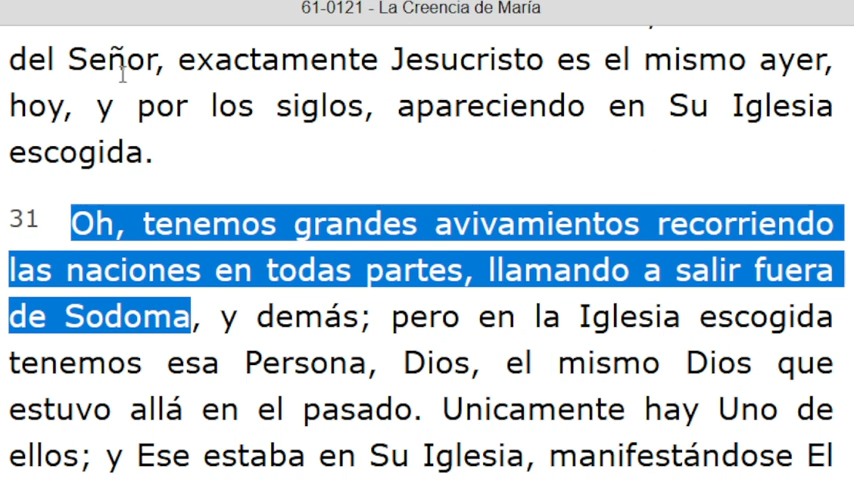 61-0121 - La Creencia de María
del Señor, exactamente Jesucristo es el mismo ayer,
hoy, y por los siglos, apareciendo en Su Iglesia
escogida.
31 Oh, tenemos grandes avivamientos recorriendo
las naciones en todas partes, llamando a salir fuera
de Sodoma, y demás; pero en la Iglesia escogida
tenemos esa Persona, Dios, el mismo Dios que
estuvo allá en el pasado. Unicamente hay Uno de
ellos; y Ese estaba en Su Iglesia, manifestándose El